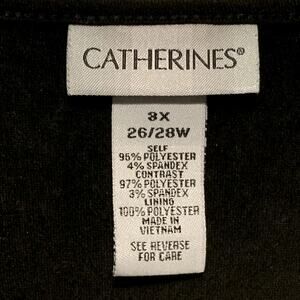 CATHERINES®
3X
26/28W
SELF
96% POLYESTER
4% SPANDEX
CONTRAST
97% POLYESTER
3% SPANDEX
LINING
100% POLYESTER
MADE IN
VIETNAM
SEE REVERSE
FOR CARE